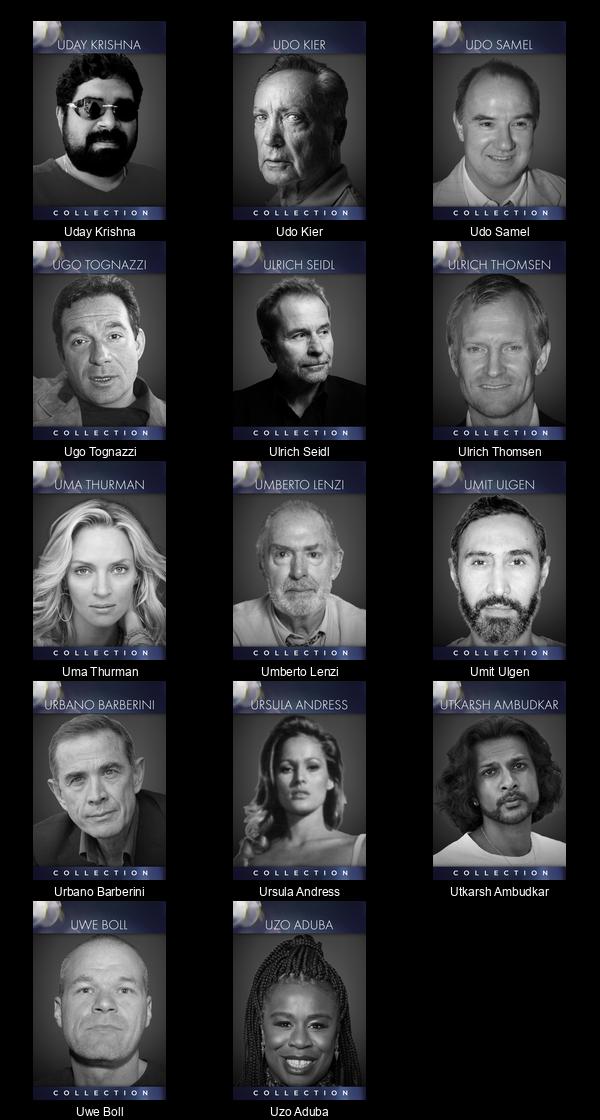 UDAY KRISHNA
COLLECTION
Uday Krishna
UDO KIER
COLLECTION
Udo Kier
UDO SAMEL
COLLECTION
Udo Samel
UGO TOGNAZZI
COLLECTION
Ugo Tognazzi
ULRICH SEIDL
COLLECTION
Ulrich Seidl
ULRICH THOMSEN
COLLECTION
Ulrich Thomsen
UMA THURMAN
COLLECTION
Uma Thurman
UMBERTO LENZI
COLLECTION
Umberto Lenzi
UMIT ULGEN
COLLECTION
Umit Ulgen
URBANO BARBERINI
COLLECTION
Urbano Barberini
URSULA ANDRESS
COLLECTION
Ursula Andress
UTKARSH AMBUDKAR
COLLECTION
Utkarsh Ambudkar
UWE BOLL
COLLECTION
Uwe Boll
UZO ADUBA
COLLECTION
Uzo Aduba